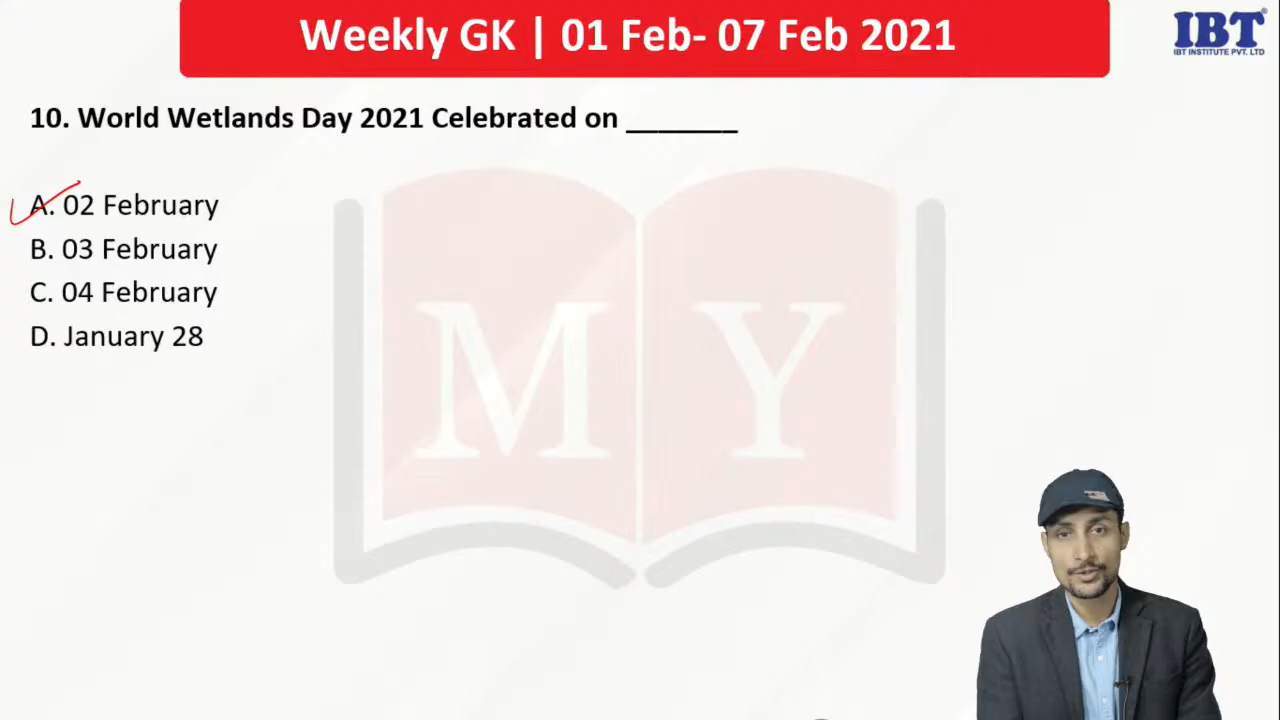 Weekly GK | 01 Feb- 07 Feb 2021
IBT
IBT INSTITUTE PVT. LTD
10. World Wetlands Day 2021 Celebrated on _______
A. 02 February
B. 03 February
C. 04 February
D. January 28
M Y